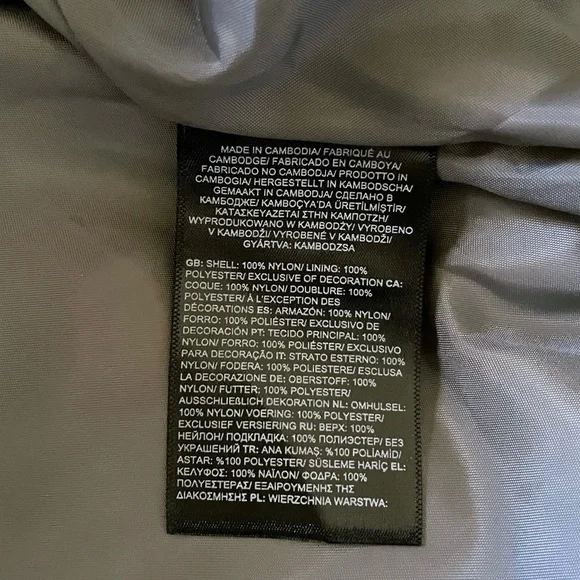 MADE IN CAMBODIA/ FABRIQUÉ AU
CAMBODGE/ FABRICADO EN CAMBOYA/
FABRICADO NO CAMBODJA/ PRODOTTO IN
CAMBOGIA/ HERGESTELLT IN KAMBODSCHA/
GEMAAKT IN CAMBODJA/ СДЕЛАНО В
КАМБОДЖЕ/ KAMBOÇYA'DA ÜRETİLMİŞTİR/
ΚΑΤΑΣΚΕΥΑΖΕΤΑΙ ΣΤΗΝ ΚΑΜΠΟΤΖΗ/
WYPRODUKOWANO W KAMBODŻY/ VYROBENO
V KAMBODŽI/ VYROBENÉ V KAMBODŽI/
GYÁRTVA: KAMBODZSA
GB: SHELL: 100% NYLON/ LINING: 100%
POLYESTER/ EXCLUSIVE OF DECORATION CA:
COQUE: 100% NYLON/ DOUBLURE: 100%
POLYESTER/ À L'EXCEPTION DES
DÉCORATIONS ES: ARMAZÓN: 100% NYLON/
FORRO: 100% POLIÉSTER/ EXCLUSIVO DE
DECORACIÓN PT: TECIDO PRINCIPAL: 100%
NYLON/ FORRO: 100% POLIÉSTER/ EXCLUSIVO
PARA DECORAÇÃO IT: STRATO ESTERNO: 100%
NYLON/ FODERA: 100% POLIESTERE/ ESCLUSA
LA DECORAZIONE DE: OBERSTOFF: 100%
NYLON/ FUTTER: 100% POLYESTER/
AUSSCHLIEßLICH DEKORATION NL: OMHULSEL:
100% NYLON/ VOERING: 100% POLYESTER/
EXCLUSIEF VERSIERING RU: ВЕРХ: 100%
НЕЙЛОН/ ПОДКЛАДКА: 100% ПОЛИЭСТЕР/ БЕЗ
УКРАШЕНИЙ TR: ANA KUMAŞ: %100 POLİAMİD/
ASTAR: %100 POLYESTER/ SÜSLEME HARİÇ EL:
ΚΕΛΥΦΟΣ: 100% ΝΑΪΛΟΝ/ ΦΟΔΡΑ: 100%
ΠΟΛΥΕΣΤΕΡΑΣ/ ΕΞΑΙΡΟΥΜΕΝΗΣ ΤΗΣ
ΔΙΑΚΟΣΜΗΣΗΣ PL: WIERZCHNIA WARSTWA: